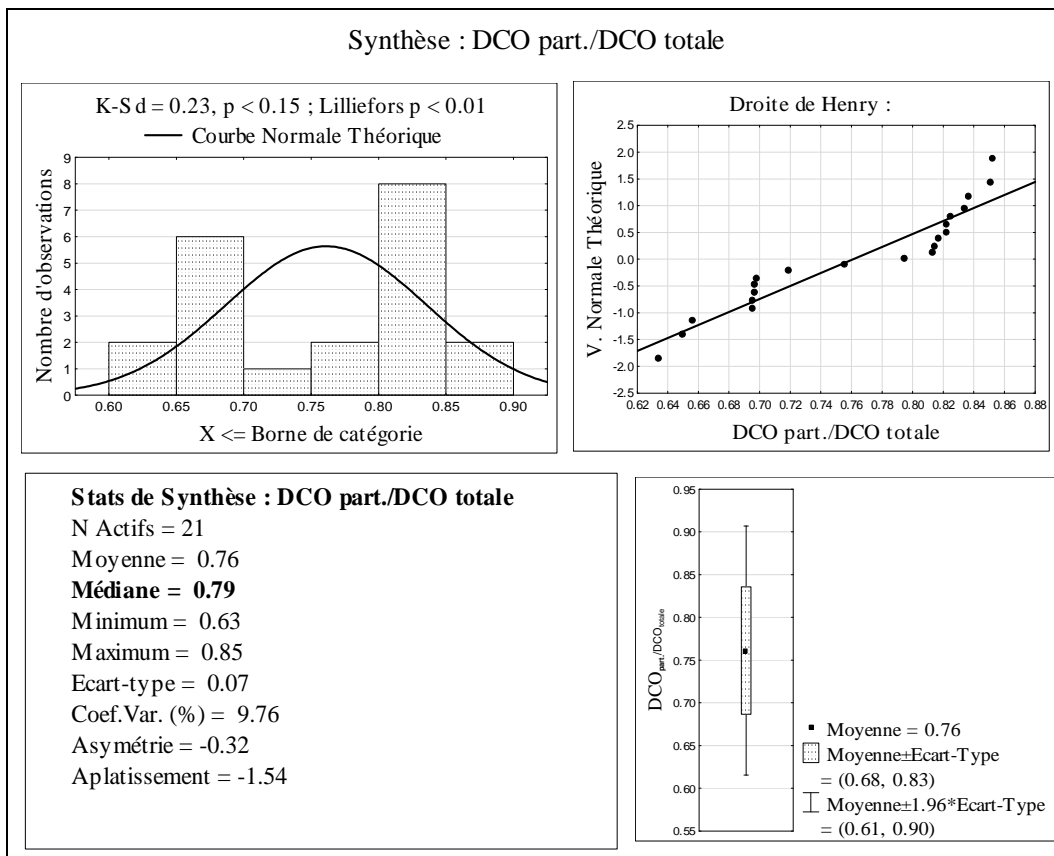 Synthèse : DCO part./DCO totale
K-S d = 0.23, p < 0.15 ; Lilliefors p < 0.01
Courbe Normale Théorique
Nombre d'observations
9
8
7
6
5
4
3
2
1
0
0.60 0.65 0.70 0.75 0.80 0.85 0.90
X <= Borne de catégorie
Droite de Henry :
V. Normale Théorique
2.5
2.0
1.5
1.0
0.5
0.0
-0.5
-1.0
-1.5
-2.0
-2.5
0.62 0.64 0.66 0.70 0.72 0.74 0.76 0.78 0.80 0.82 0.84 0.86 0.88
DCO part./DCO totale
Stats de Synthèse : DCO part./DCO totale
N Actifs = 21
Moyenne = 0.76
Médiane = 0.79
Minimum = 0.63
Maximum = 0.85
Ecart-type = 0.07
Coef.Var. (%) = 9.76
Asymétrie = -0.32
Aplatissement = -1.54
DCO part./DCO totale
0.95
0.90
0.85
0.80
0.75
0.70
0.65
0.60
0.55
Moyenne = 0.76
Moyenne±Ecart-Type
= (0.68, 0.83)
Moyenne±1.96*Ecart-Type
= (0.61, 0.90)